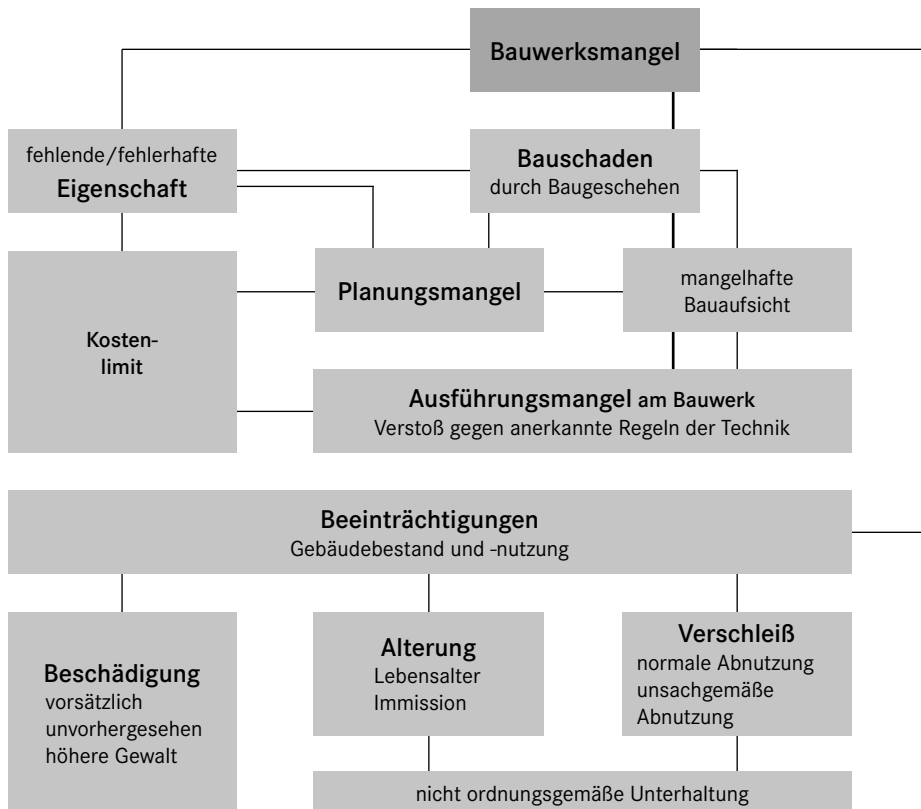 Bauwerksmangel
fehlende/fehlerhafte
Eigenschaft
Bauschaden
durch Baugeschehen
Planungsmangel
mangelhafte
Bauaufsicht
Kosten-
limit
Ausführungsmangel am Bauwerk
Verstoß gegen anerkannte Regeln der Technik
Beeinträchtigungen
Gebäudebestand und -nutzung
Beschädigung
vorsätzlich
unvorhergesehen
höhere Gewalt
Alterung
Lebensalter
Immission
Verschleiß
normale Abnutzung
unsachgemäße
Abnutzung
nicht ordnungsgemäße Unterhaltung